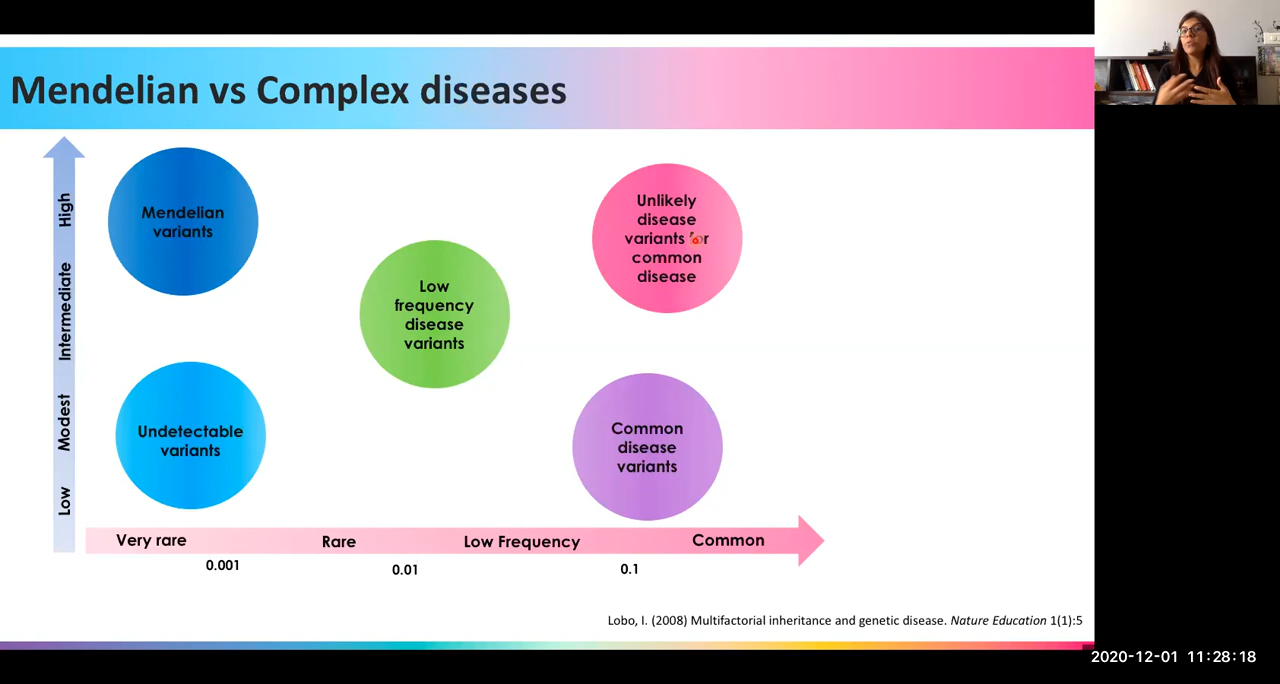 Mendelian vs Complex diseases
High
Intermediate
Modest
Low
Mendelian
variants
Unlikely
disease
variants for
common
disease
Low
frequency
disease
variants
Undetectable
variants
Common
disease
variants
Very rare
Rare
Low Frequency
Common
0.001
0.01
0.1
Lobo, I. (2008) Multifactorial inheritance and genetic disease. Nature Education 1(1):5
2020-12-01 11:28:18